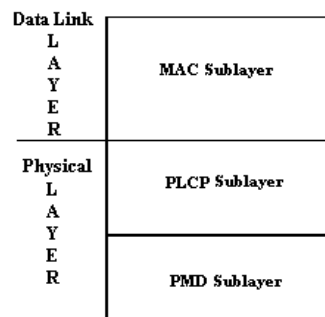 Data Link
L
A
Y
E
R
MAC Sublayer
Physical
L
A
Y
E
R
PLCP Sublayer
PMD Sublayer